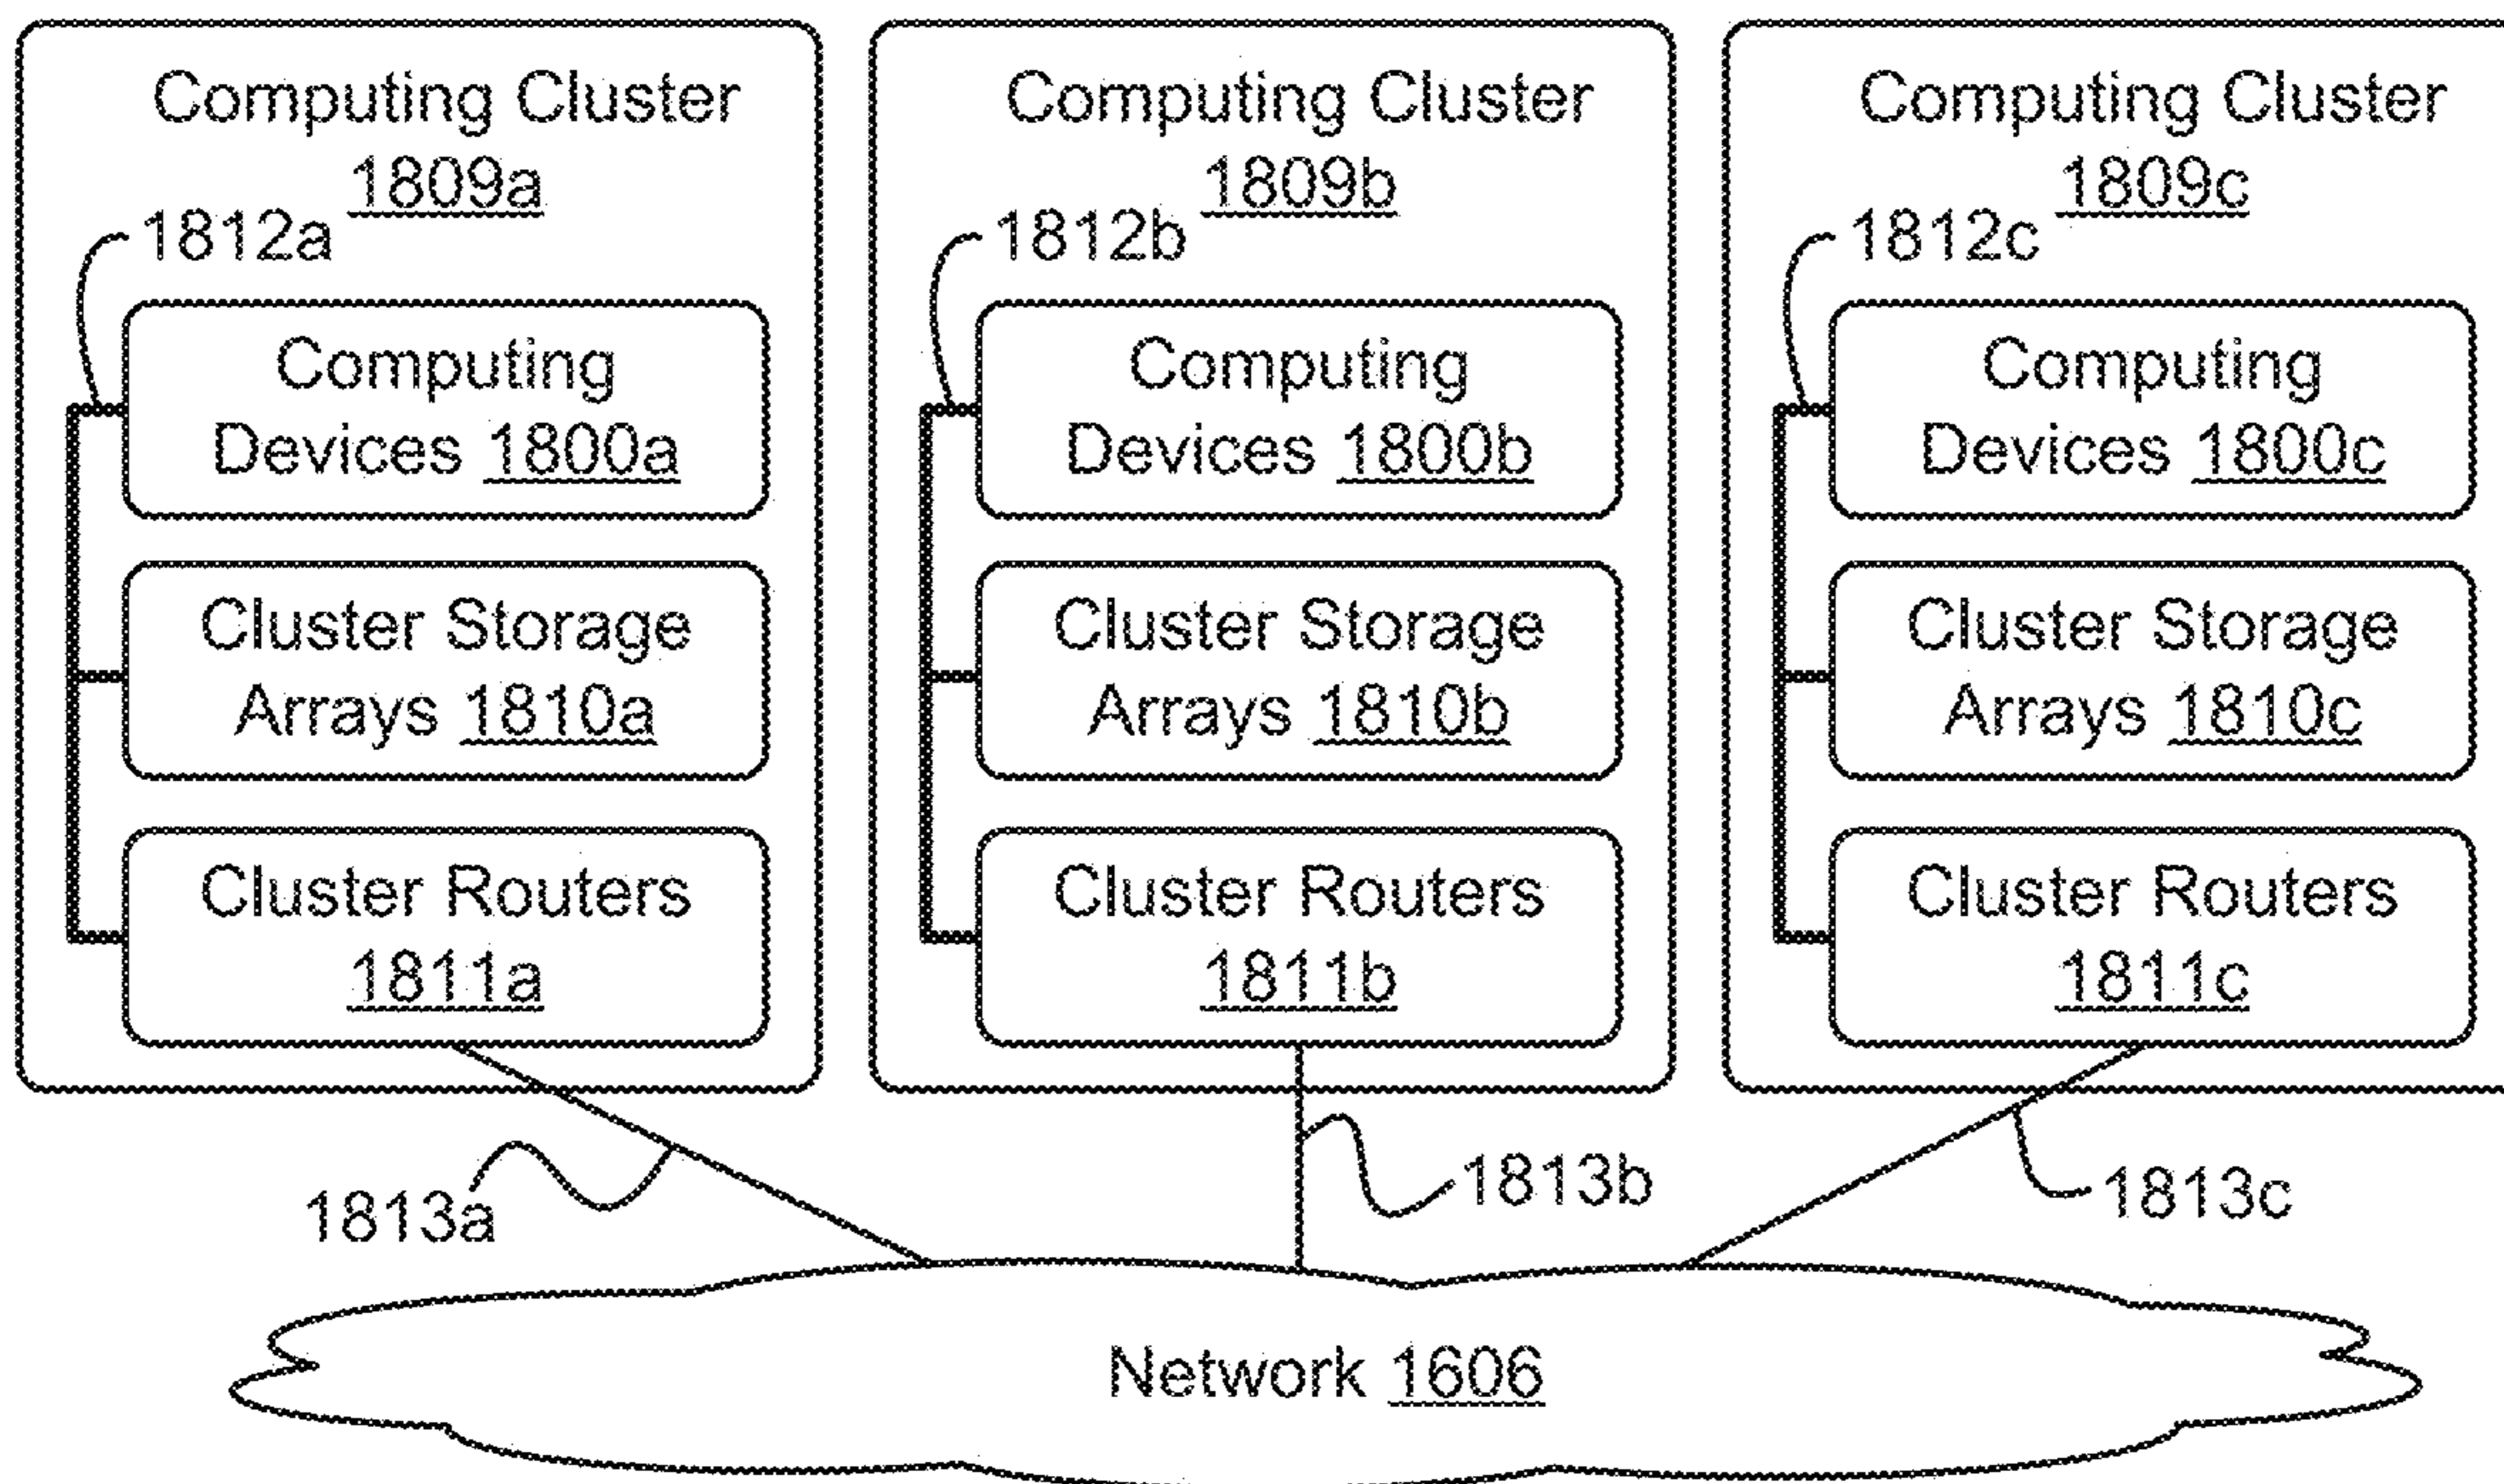 Computing Cluster
1809a
1812a
Computing
Devices 1800a
Cluster Storage
Arrays 1810a
Cluster Routers
1811a
Computing Cluster
1809b
1812b
Computing
Devices 1800b
Cluster Storage
Arrays 1810b
Cluster Routers
1811b
Computing Cluster
1809c
1812c
Computing
Devices 1800c
Cluster Storage
Arrays 1810c
Cluster Routers
1811c
1813a
1813b
1813c
Network 1606